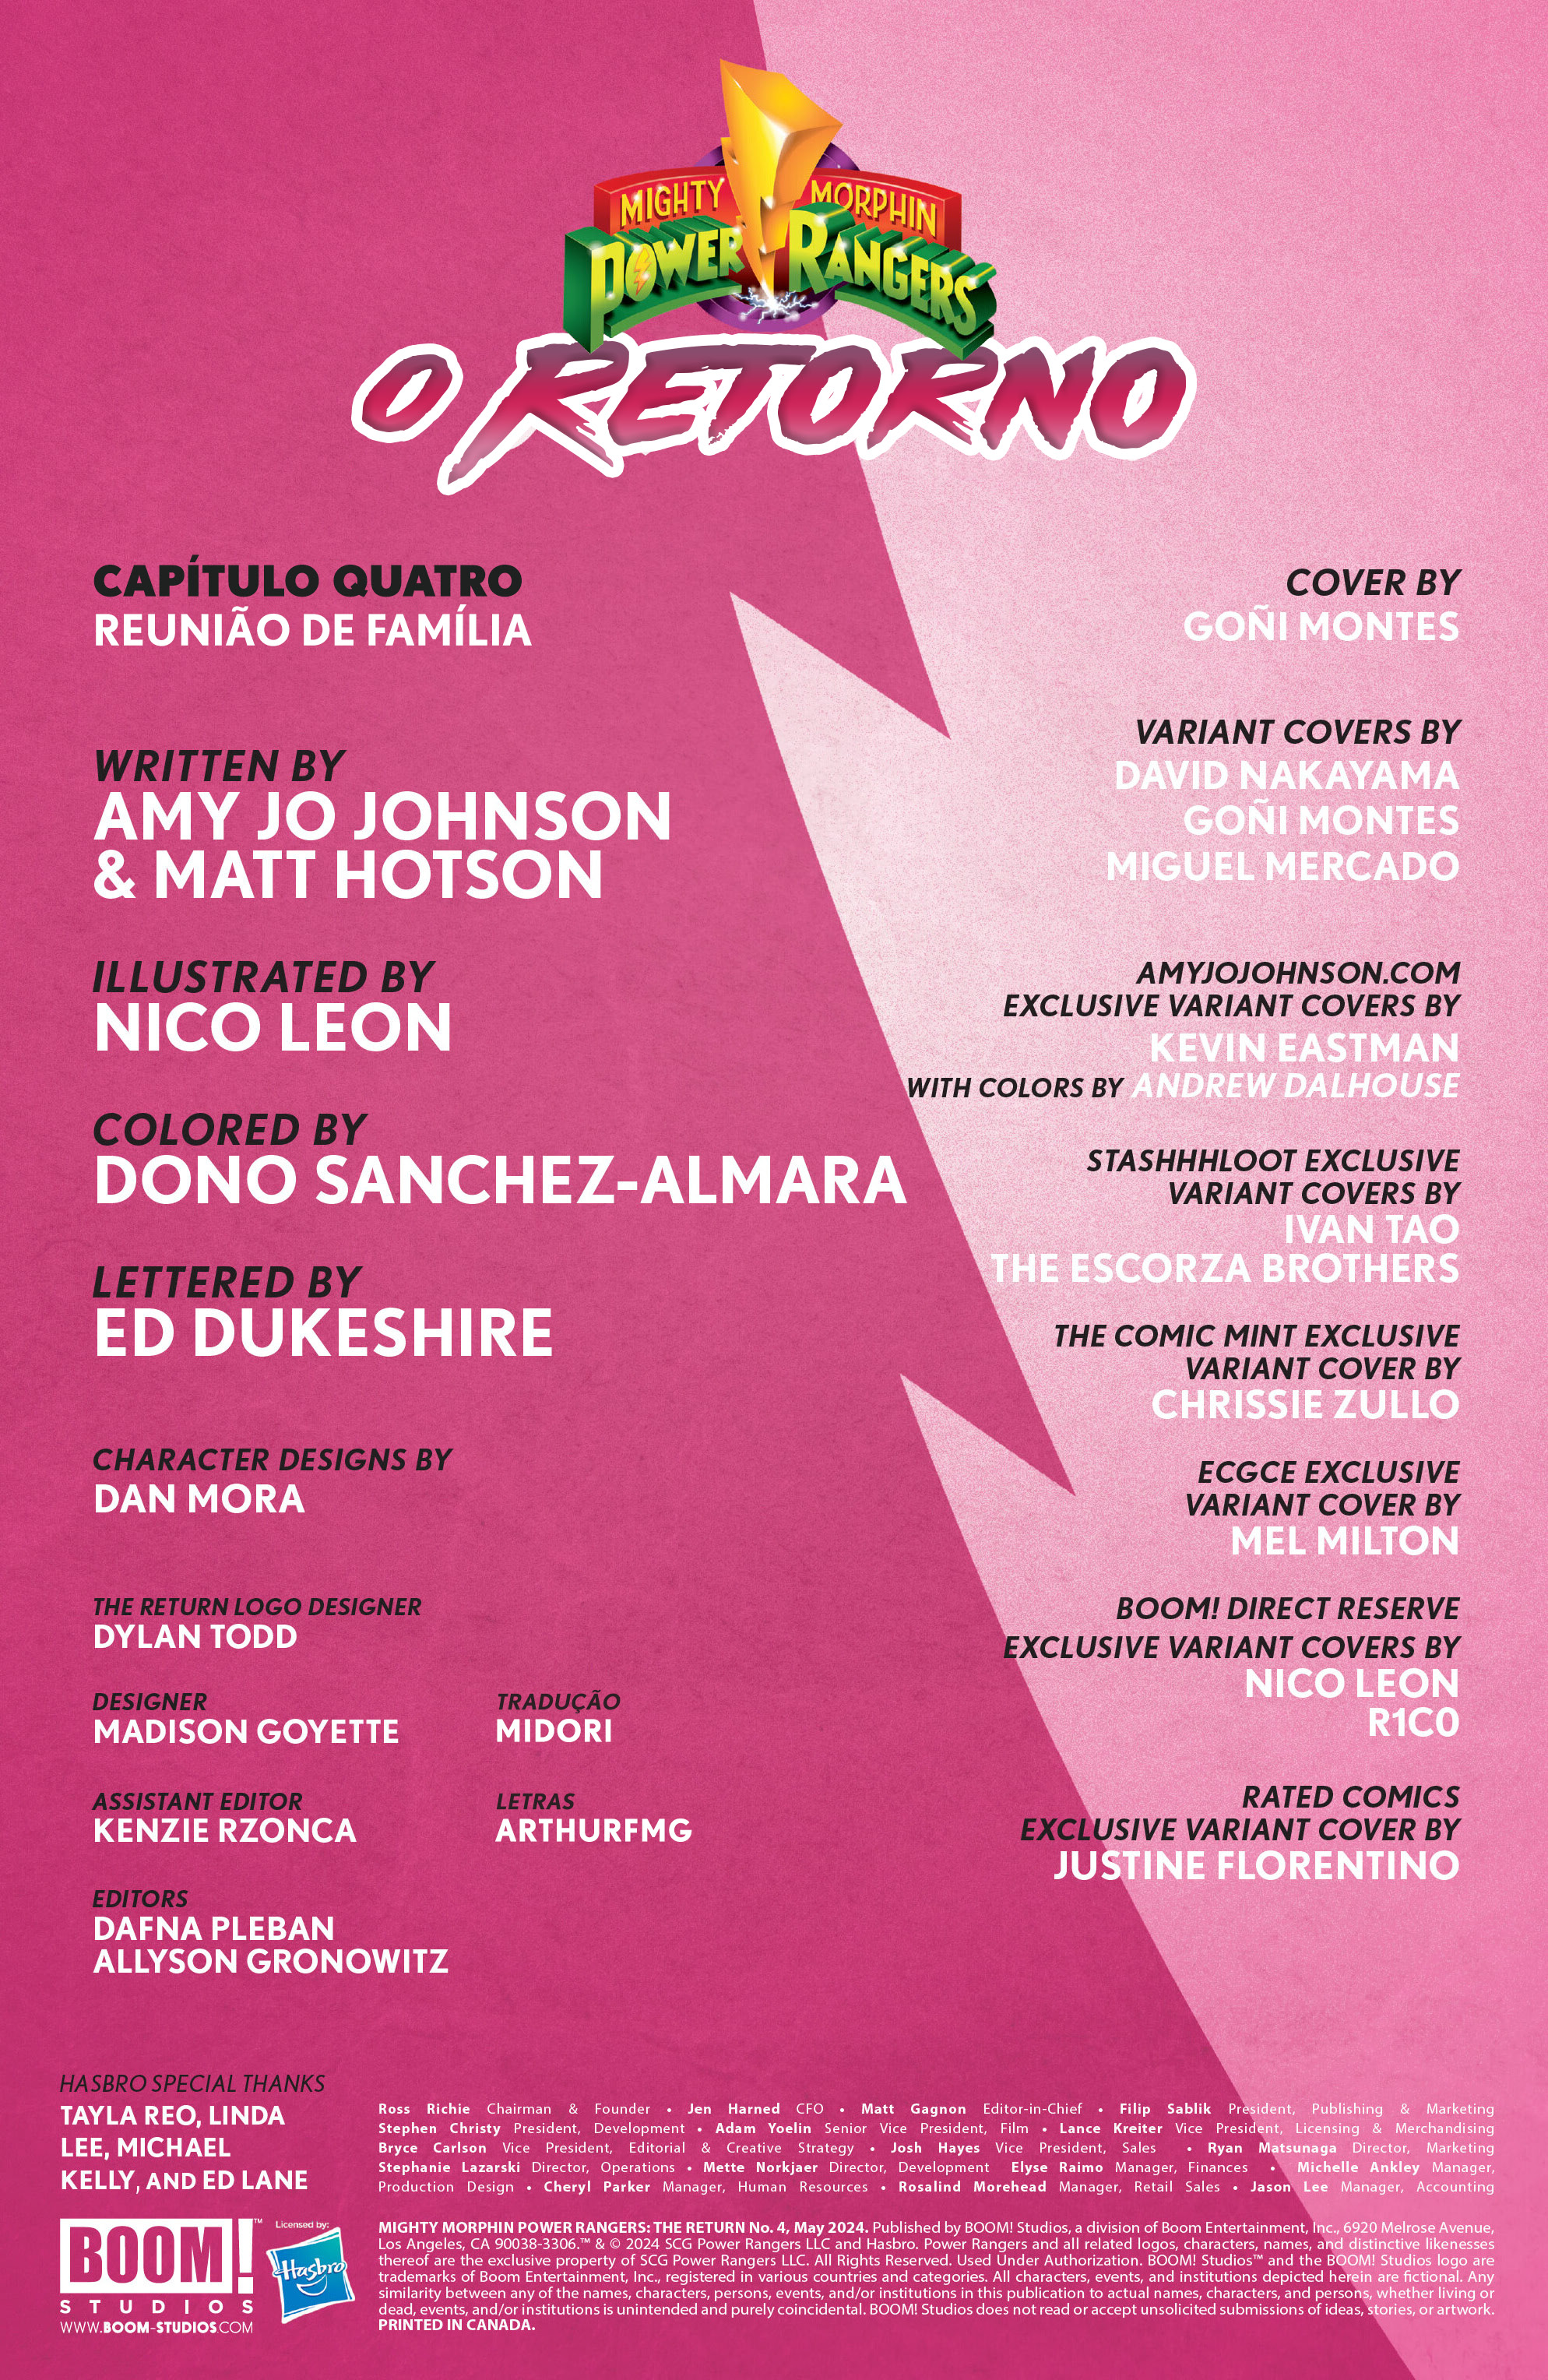 MIGHTY MORPHIN
POWER RANGERS
O RETORNO
CAPÍTULO QUATRO
REUNIÃO DE FAMÍLIA
WRITTEN BY
AMY JO JOHNSON
& MATT HOTSON
ILLUSTRATED BY
NICO LEON
COLORED BY
DONO SANCHEZ-ALMARA
LETTERED BY
ED DUKESHIRE
CHARACTER DESIGNS BY
DAN MORA
THE RETURN LOGO DESIGNER
DYLAN TODD
DESIGNER
MADISON GOYETTE
TRADUÇÃO
MIDORI
ASSISTANT EDITOR
KENZIE RZONCA
LETRAS
ARTHURFMG
EDITORS
DAFNA PLEBAN
ALLYSON GRONOWITZ
COVER BY
GOÑI MONTES
VARIANT COVERS BY
DAVID NAKAYAMA
GOÑI MONTES
MIGUEL MERCADO
AMYJOJOHNSON.COM
EXCLUSIVE VARIANT COVERS BY
KEVIN EASTMAN
WITH COLORS BY ANDREW DALHOUSE
STASHHHLOOT EXCLUSIVE
VARIANT COVERS BY
IVAN TAO
THE ESCORZA BROTHERS
THE COMIC MINT EXCLUSIVE
VARIANT COVER BY
CHRISSIE ZULLO
ECGCE EXCLUSIVE
VARIANT COVER BY
MEL MILTON
BOOM! DIRECT RESERVE
EXCLUSIVE VARIANT COVERS BY
NICO LEON
R1C0
RATED COMICS
EXCLUSIVE VARIANT COVER BY
JUSTINE FLORENTINO
HASBRO SPECIAL THANKS
TAYLA REO, LINDA
LEE, MICHAEL
KELLY, AND ED LANE
BOOM!™
STUDIOS
WWW.BOOM-STUDIOS.COM
Licensed by:
Hasbro
Ross Richie Chairman & Founder • Jen Harned CFO • Matt Gagnon Editor-in-Chief • Filip Sablik President, Publishing & Marketing
Stephen Christy President, Development • Adam Yoelin Senior Vice President, Film • Lance Kreiter Vice President, Licensing & Merchandising
Bryce Carlson Vice President, Editorial & Creative Strategy • Josh Hayes Vice President, Sales • Ryan Matsunaga Director, Marketing
Stephanie Lazarski Director, Operations • Mette Norkjaer Director, Development Elyse Raimo Manager, Finances • Michelle Ankley Manager,
Production Design • Cheryl Parker Manager, Human Resources • Rosalind Morehead Manager, Retail Sales • Jason Lee Manager, Accounting
MIGHTY MORPHIN POWER RANGERS: THE RETURN No. 4, May 2024. Published by BOOM! Studios, a division of Boom Entertainment, Inc., 6920 Melrose Avenue,
Los Angeles, CA 90038-3306.™ & © 2024 SCG Power Rangers LLC and Hasbro. Power Rangers and all related logos, characters, names, and distinctive likenesses
thereof are the exclusive property of SCG Power Rangers LLC. All Rights Reserved. Used Under Authorization. BOOM! Studios™ and the BOOM! Studios logo are
trademarks of Boom Entertainment, Inc., registered in various countries and categories. All characters, events, and institutions depicted herein are fictional. Any
similarity between any of the names, characters, persons, events, and/or institutions in this publication to actual names, characters, and persons, whether living or
dead, events, and/or institutions is unintended and purely coincidental. BOOM! Studios does not read or accept unsolicited submissions of ideas, stories, or artwork.
PRINTED IN CANADA.